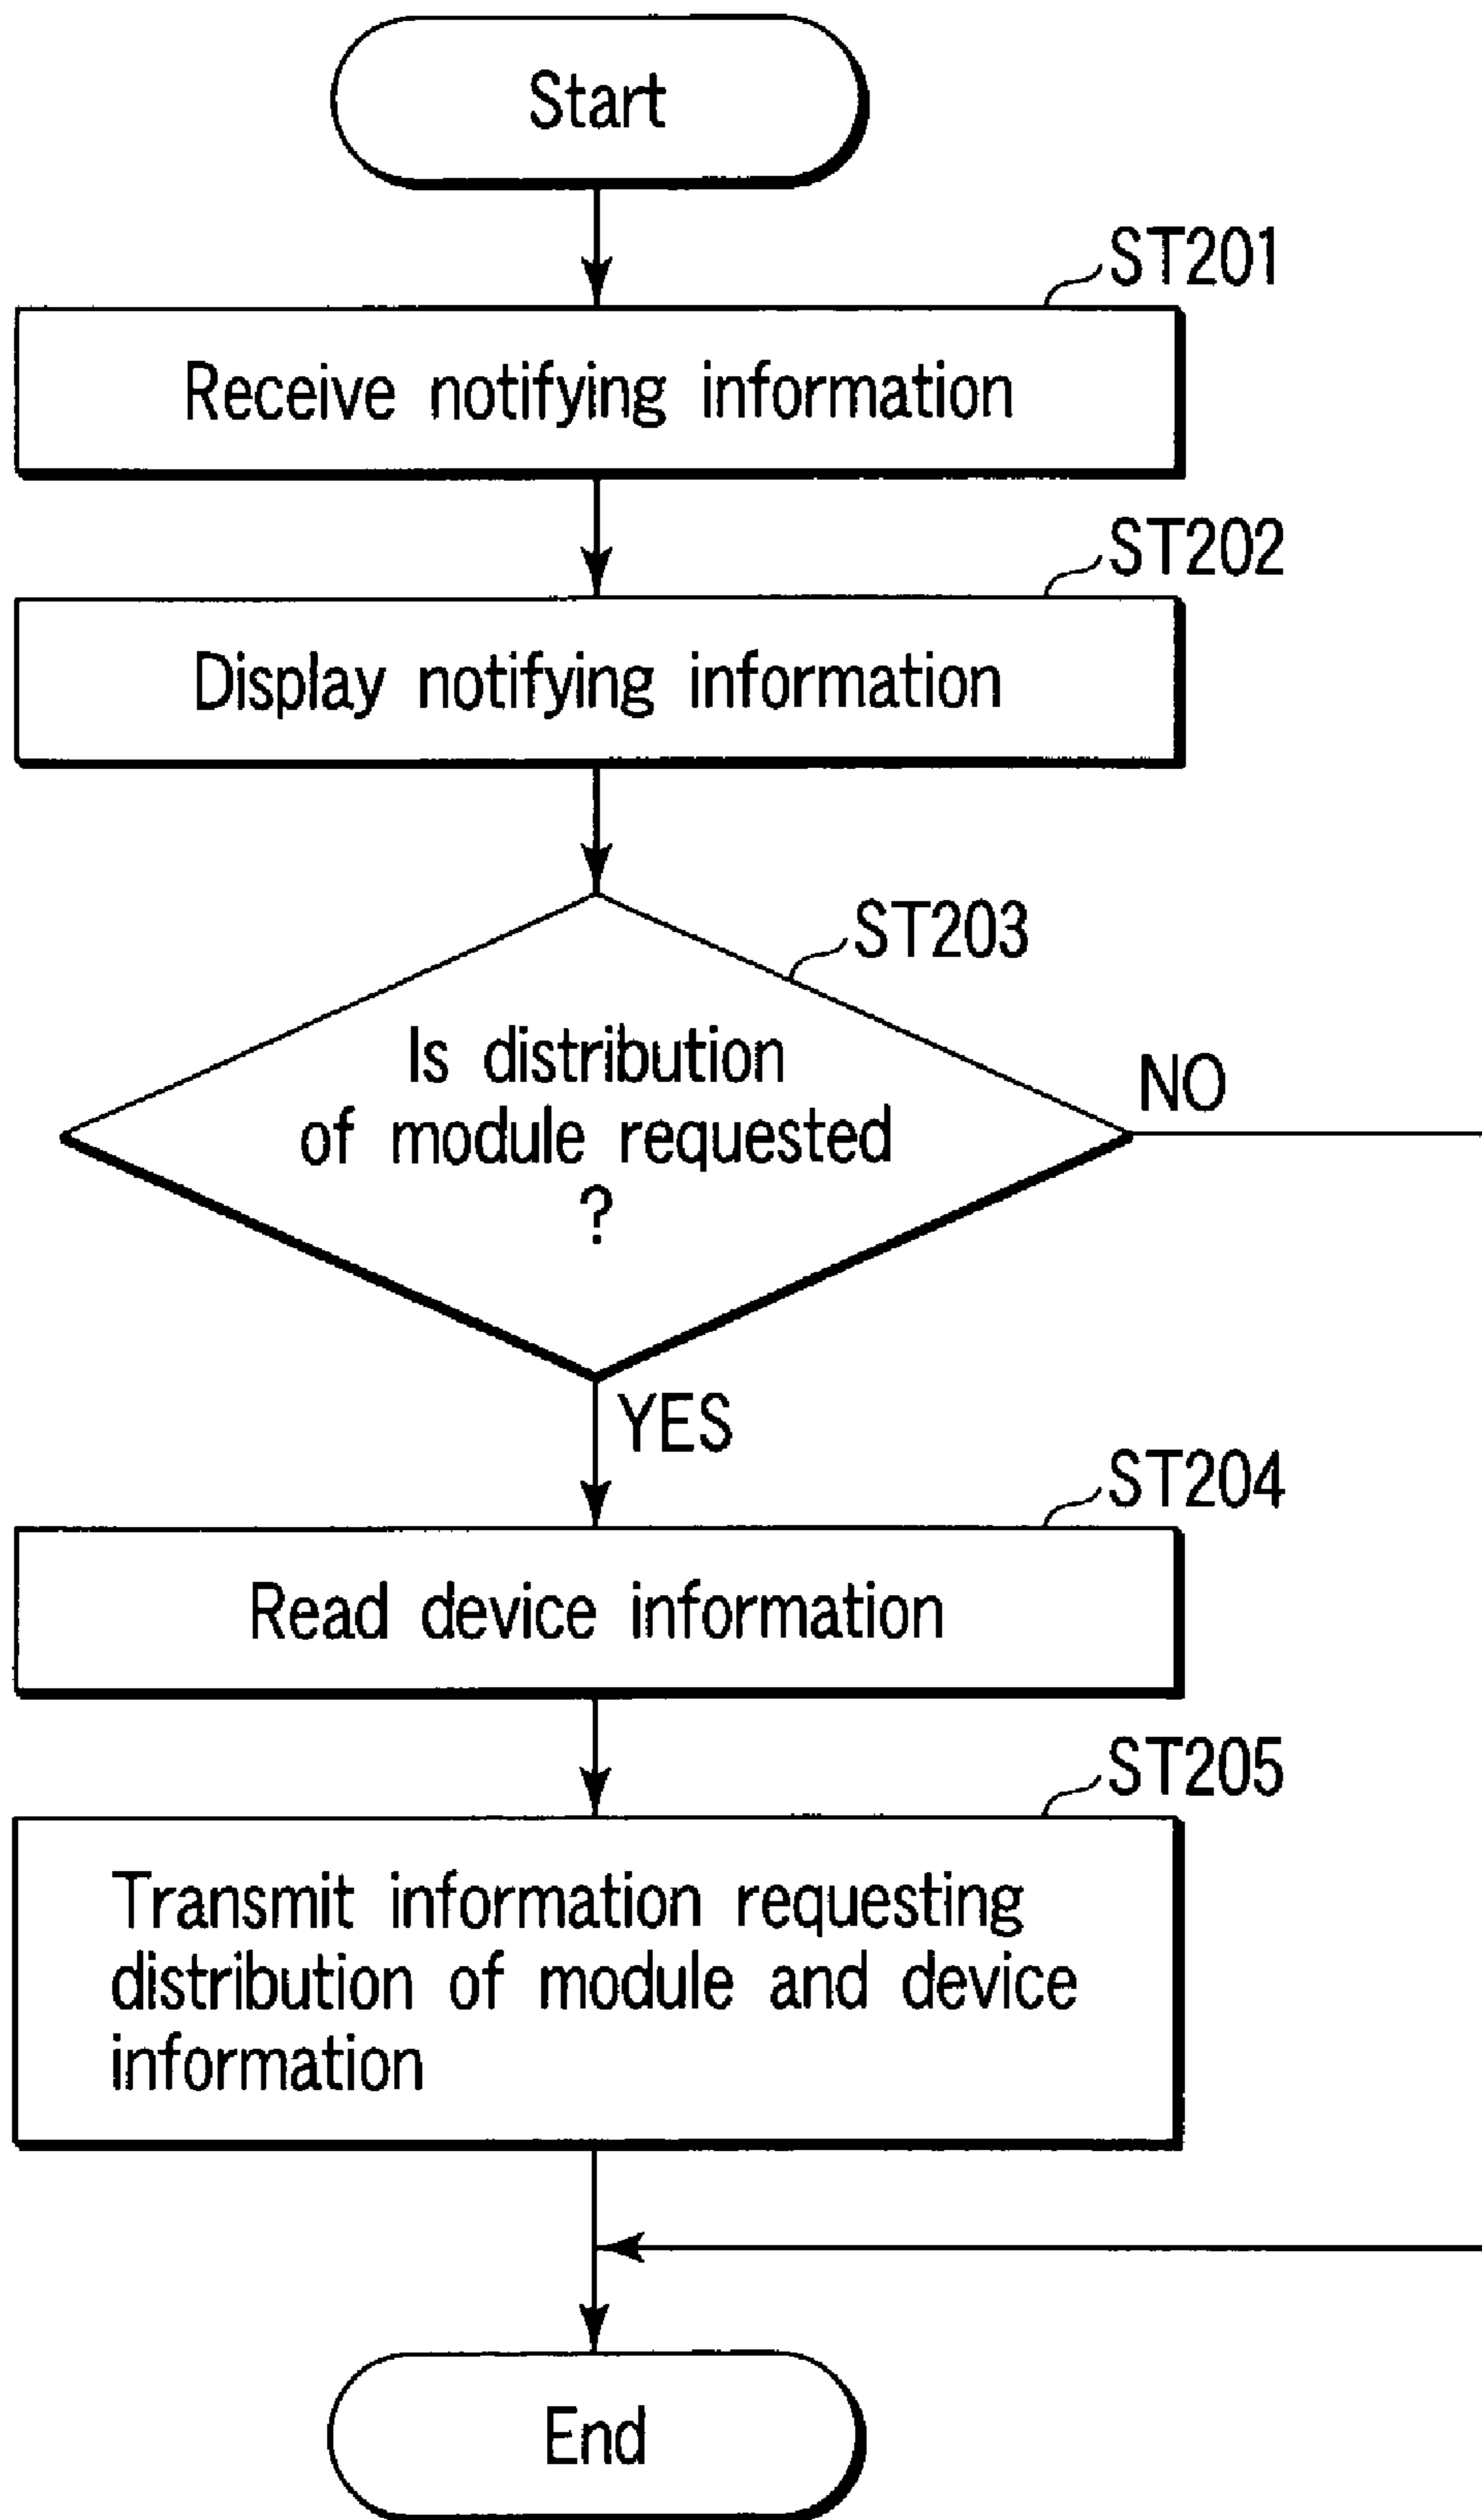 Start
ST201
Receive notifying information
ST202
Display notifying information
ST203
Is distribution
of module requested
?
NO
YES
ST204
Read device information
ST205
Transmit information requesting
distribution of module and device
information
End